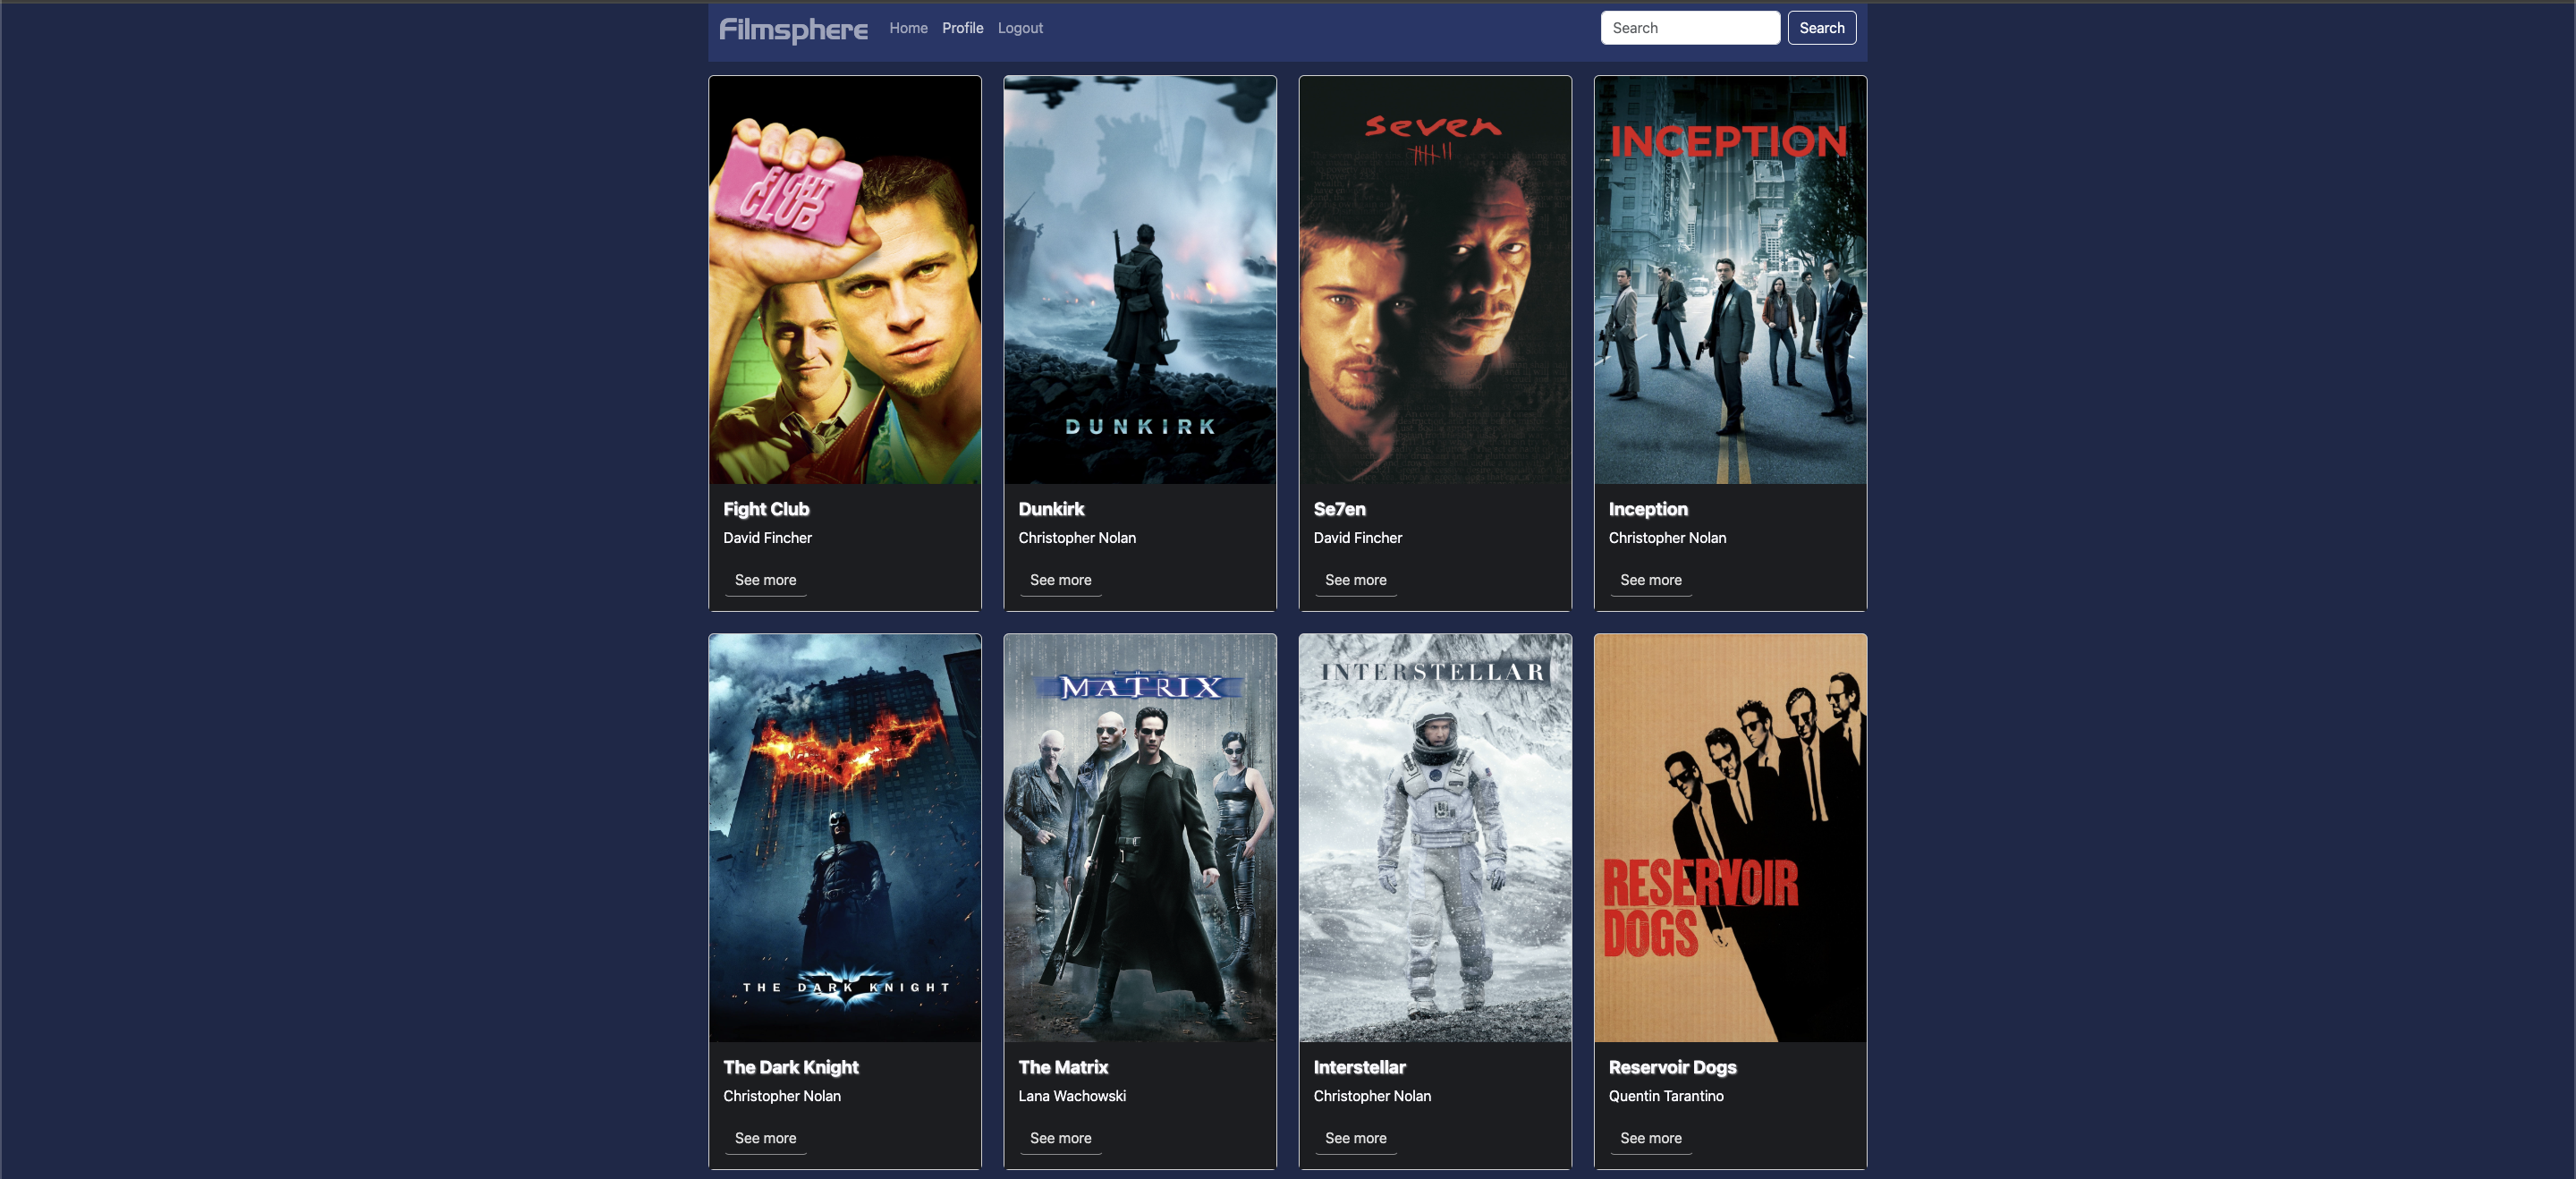 Filmsphere Home Profile Logout Search Search
FIGHT
CLUB
DUNKIRK
seven
INCEPTION
Fight Club
David Fincher
See more
Dunkirk
Christopher Nolan
See more
Se7en
David Fincher
See more
Inception
Christopher Nolan
See more
THE DARK KNIGHT
MATRIX
INTERSTELLAR
RESERVOIR
DOGS
The Dark Knight
Christopher Nolan
See more
The Matrix
Lana Wachowski
See more
Interstellar
Christopher Nolan
See more
Reservoir Dogs
Quentin Tarantino
See more